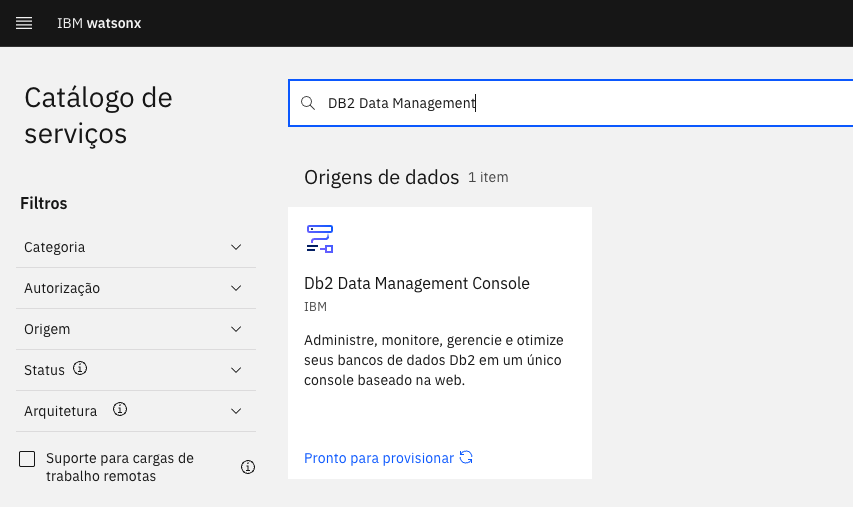 IBM watsonx
Catálogo de
serviços
DB2 Data Management
Filtros
Categoria
Autorização
Origem
Status
Arquitetura
Suporte para cargas de
trabalho remotas
Origens de dados 1 item
Db2 Data Management Console
IBM
Administre, monitore, gerencie e otimize
seus bancos de dados Db2 em um único
console baseado na web.
Pronto para provisionar